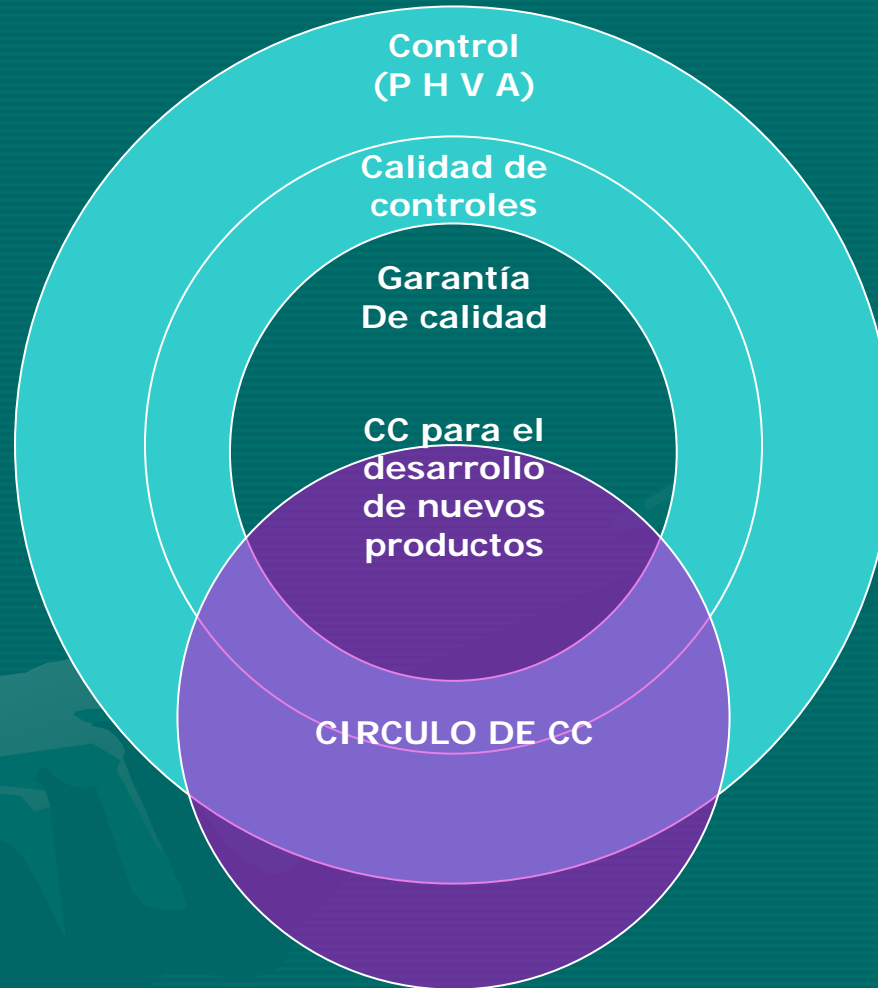 Control
(P H V A)
Calidad de
controles
Garantía
De calidad
CC para el
desarrollo
de nuevos
productos
CIRCULO DE CC